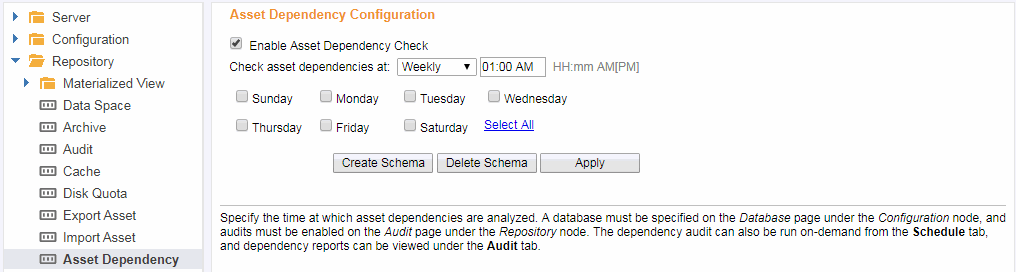 Server
Configuration
Repository
Materialized View
Data Space
Archive
Audit
Cache
Disk Quota
Export Asset
Import Asset
Asset Dependency
Asset Dependency Configuration
Enable Asset Dependency Check
Check asset dependencies at: Weekly 01:00 AM HH:mm AM[PM]
Sunday Monday Tuesday Wednesday
Thursday Friday Saturday Select All
Create Schema Delete Schema Apply
Specify the time at which asset dependencies are analyzed. A database must be specified on the Database page under the Configuration node, and
audits must be enabled on the Audit page under the Repository node. The dependency audit can also be run on-demand from the Schedule tab,
and dependency reports can be viewed under the Audit tab.